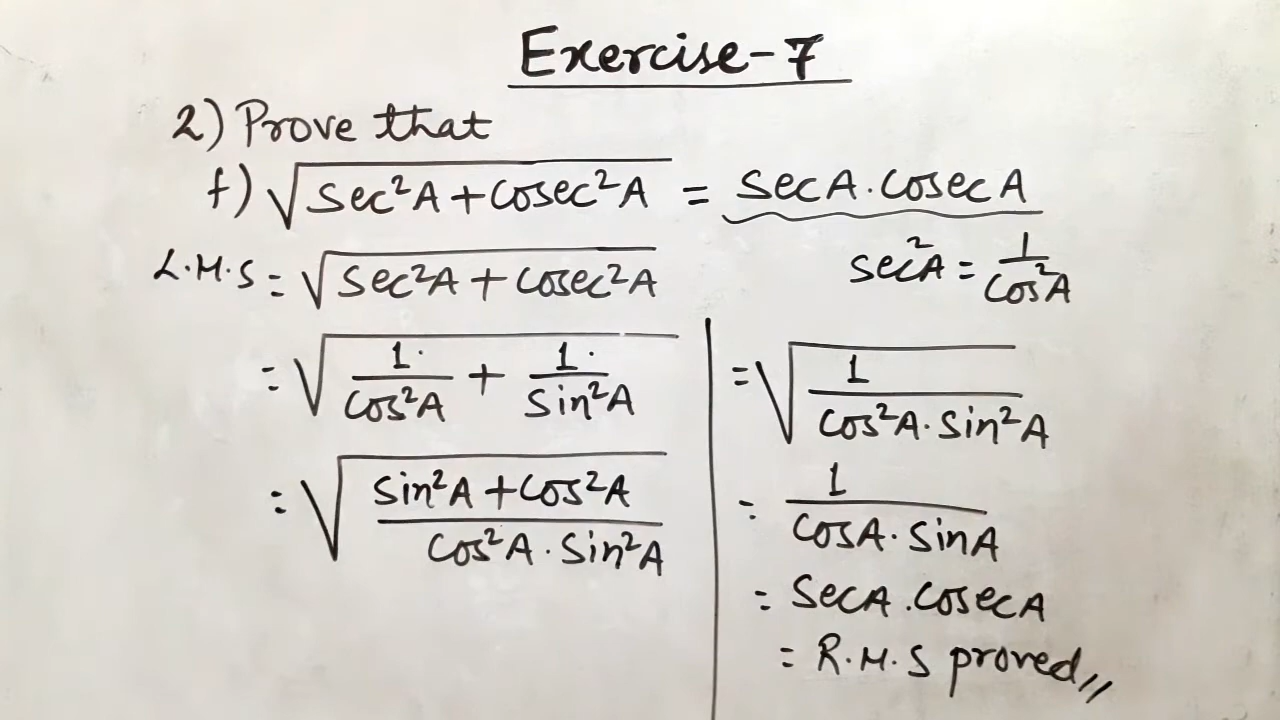 Exercise-7
2) Prove that
f) √(sec²A + cosec²A) = secA.cosecA
L.H.S = √(sec²A + cosec²A)
sec²A = 1/cos²A
= √(1/cos²A + 1/sin²A)
= √((sin²A + cos²A)/(cos²A . sin²A))
= √(1/(cos²A. sin²A))
= 1/(cosA. sinA)
= secA .cosecA
= R.H.S proved,,